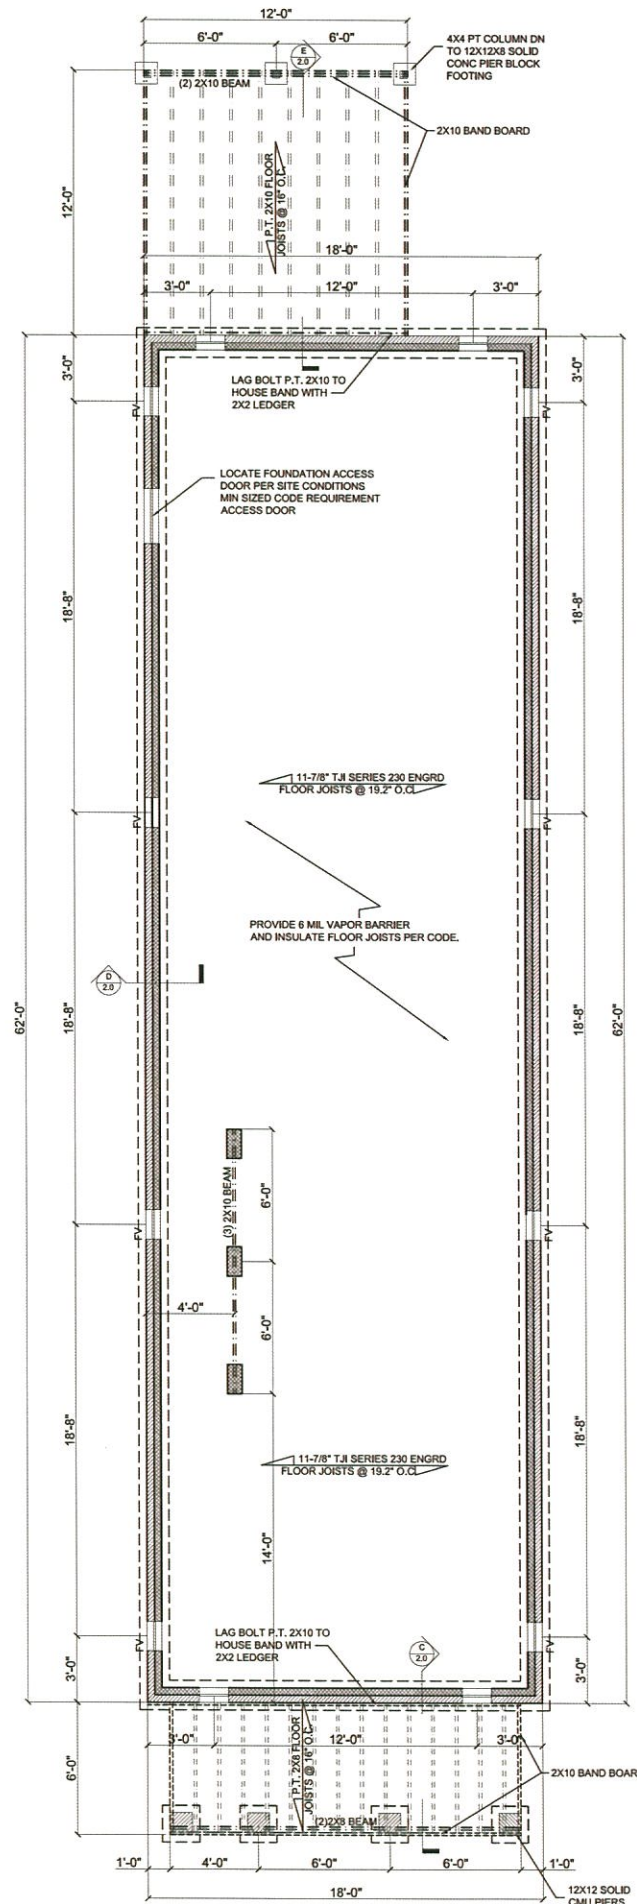 12'-0"
6'-0"
6'-0"
E
2.0
4X4 PT COLUMN DN
TO 12X12X8 SOLID
CONC PIER BLOCK
FOOTING
(2) 2X10 BEAM
2X10 BAND BOARD
12'-0"
P.T. 2X10 FLOOR
JOISTS @ 16" O.C.
18'-0"
3'-0"
12'-0"
3'-0"
3'-0"
3'-0"
LAG BOLT P.T. 2X10 TO
HOUSE BAND WITH
2X2 LEDGER
FV
FV
LOCATE FOUNDATION ACCESS
DOOR PER SITE CONDITIONS
MIN SIZED CODE REQUIREMENT
ACCESS DOOR
18'-8"
18'-8"
11-7/8" TJI SERIES 230 ENGRD
FLOOR JOISTS @ 19.2" O.C.
FV
FV
PROVIDE 6 MIL VAPOR BARRIER
AND INSULATE FLOOR JOISTS PER CODE.
D
2.0
62'-0"
18'-8"
18'-8"
62'-0"
(3) 2X10 BEAM
6'-0"
FV
FV
4'-0"
6'-0"
18'-8"
18'-8"
11-7/8" TJI SERIES 230 ENGRD
FLOOR JOISTS @ 19.2" O.C.
14'-0"
LAG BOLT P.T. 2X10 TO
HOUSE BAND WITH
2X2 LEDGER
C
2.0
FV
FV
3'-0"
3'-0"
3'-0"
12'-0"
3'-0"
6'-0"
P.T. 2X8 FLOOR
JOISTS @ 16" O.C.
2X10 BAND BOAR
(2)2X8 BEAM
1'-0"
4'-0"
6'-0"
6'-0"
1'-0"
18'-0"
12X12 SOLID
CMU PIERS